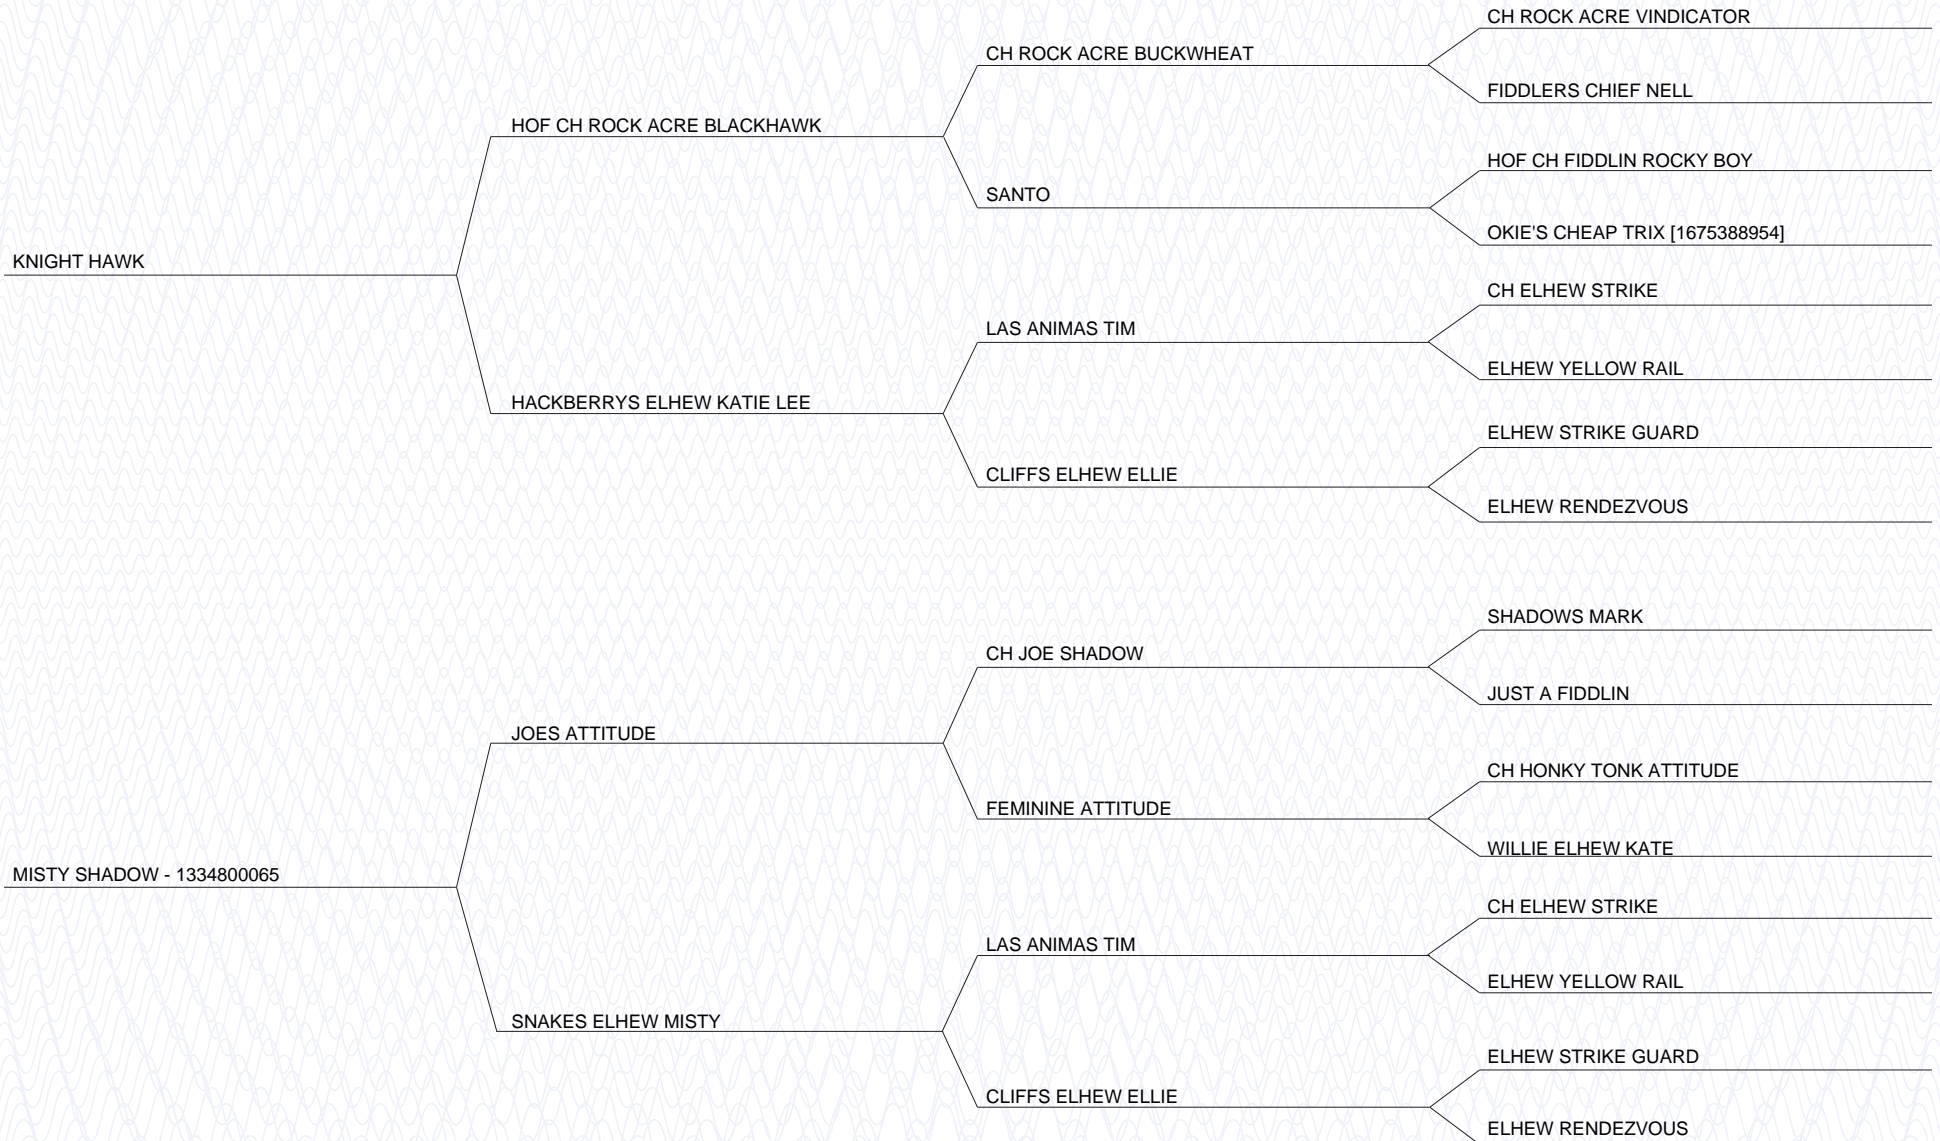 CH ROCK ACRE VINDICATOR
CH ROCK ACRE BUCKWHEAT
FIDDLERS CHIEF NELL
HOF CH ROCK ACRE BLACKHAWK
HOF CH FIDDLIN ROCKY BOY
SANTO
OKIE'S CHEAP TRIX [1675388954]
KNIGHT HAWK
CH ELHEW STRIKE
LAS ANIMAS TIM
ELHEW YELLOW RAIL
HACKBERRYS ELHEW KATIE LEE
ELHEW STRIKE GUARD
CLIFFS ELHEW ELLIE
ELHEW RENDEZVOUS
SHADOWS MARK
CH JOE SHADOW
JUST A FIDDLIN
JOES ATTITUDE
CH HONKY TONK ATTITUDE
FEMININE ATTITUDE
WILLIE ELHEW KATE
MISTY SHADOW - 1334800065
CH ELHEW STRIKE
LAS ANIMAS TIM
ELHEW YELLOW RAIL
SNAKES ELHEW MISTY
ELHEW STRIKE GUARD
CLIFFS ELHEW ELLIE
ELHEW RENDEZVOUS